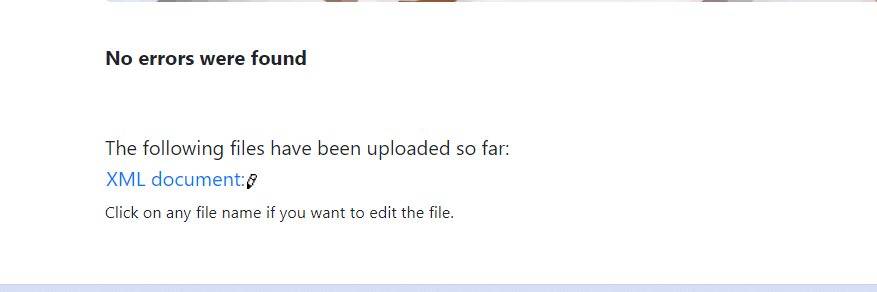 No errors were found
The following files have been uploaded so far:
XML document:
Click on any file name if you want to edit the file.